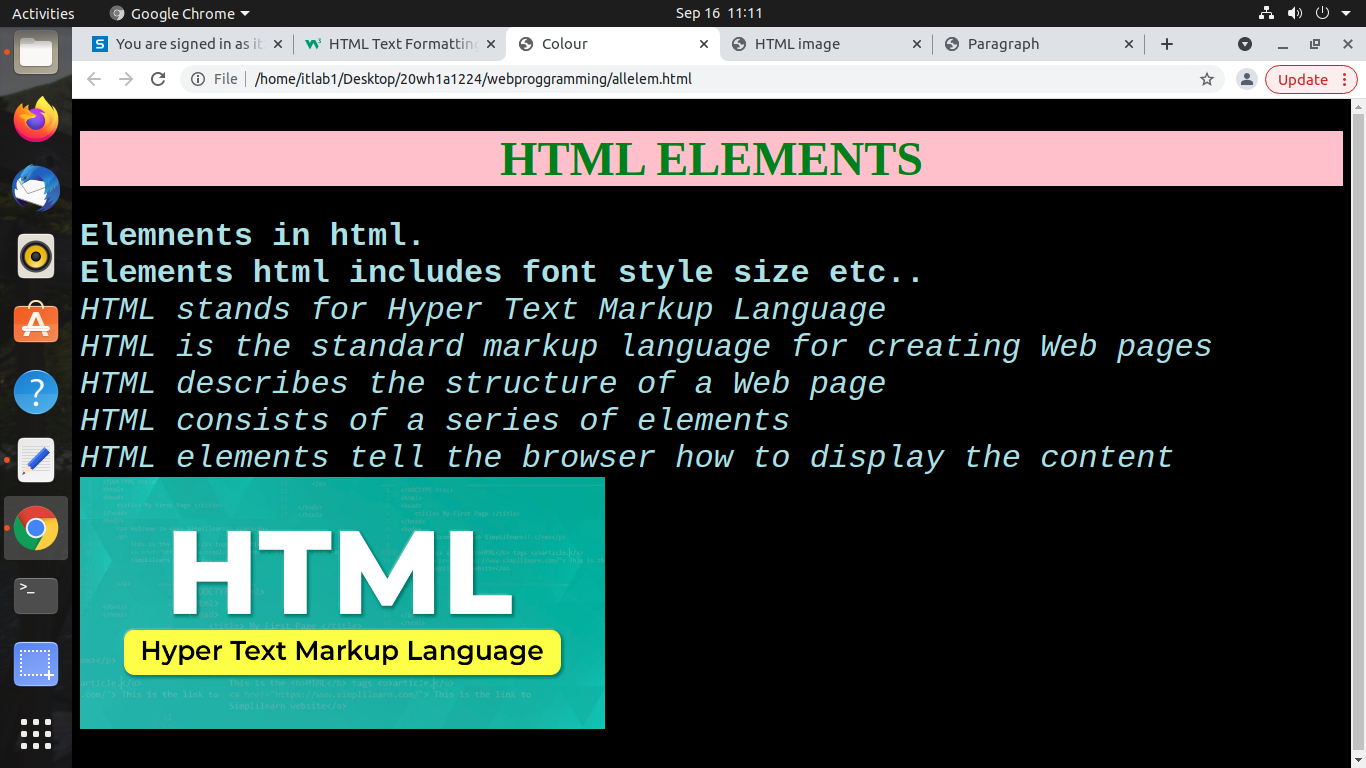 Activities Google Chrome Sep 16 11:11
You are signed in as it HTML Text Formatting Colour HTML image Paragraph
File /home/itlab1/Desktop/20wh1a1224/webproggramming/allelem.html Update
HTML ELEMENTS
Elemnents in html.
Elements html includes font style size etc..
HTML stands for Hyper Text Markup Language
HTML is the standard markup language for creating Web pages
HTML describes the structure of a Web page
HTML consists of a series of elements
HTML elements tell the browser how to display the content
HTML
Hyper Text Markup Language